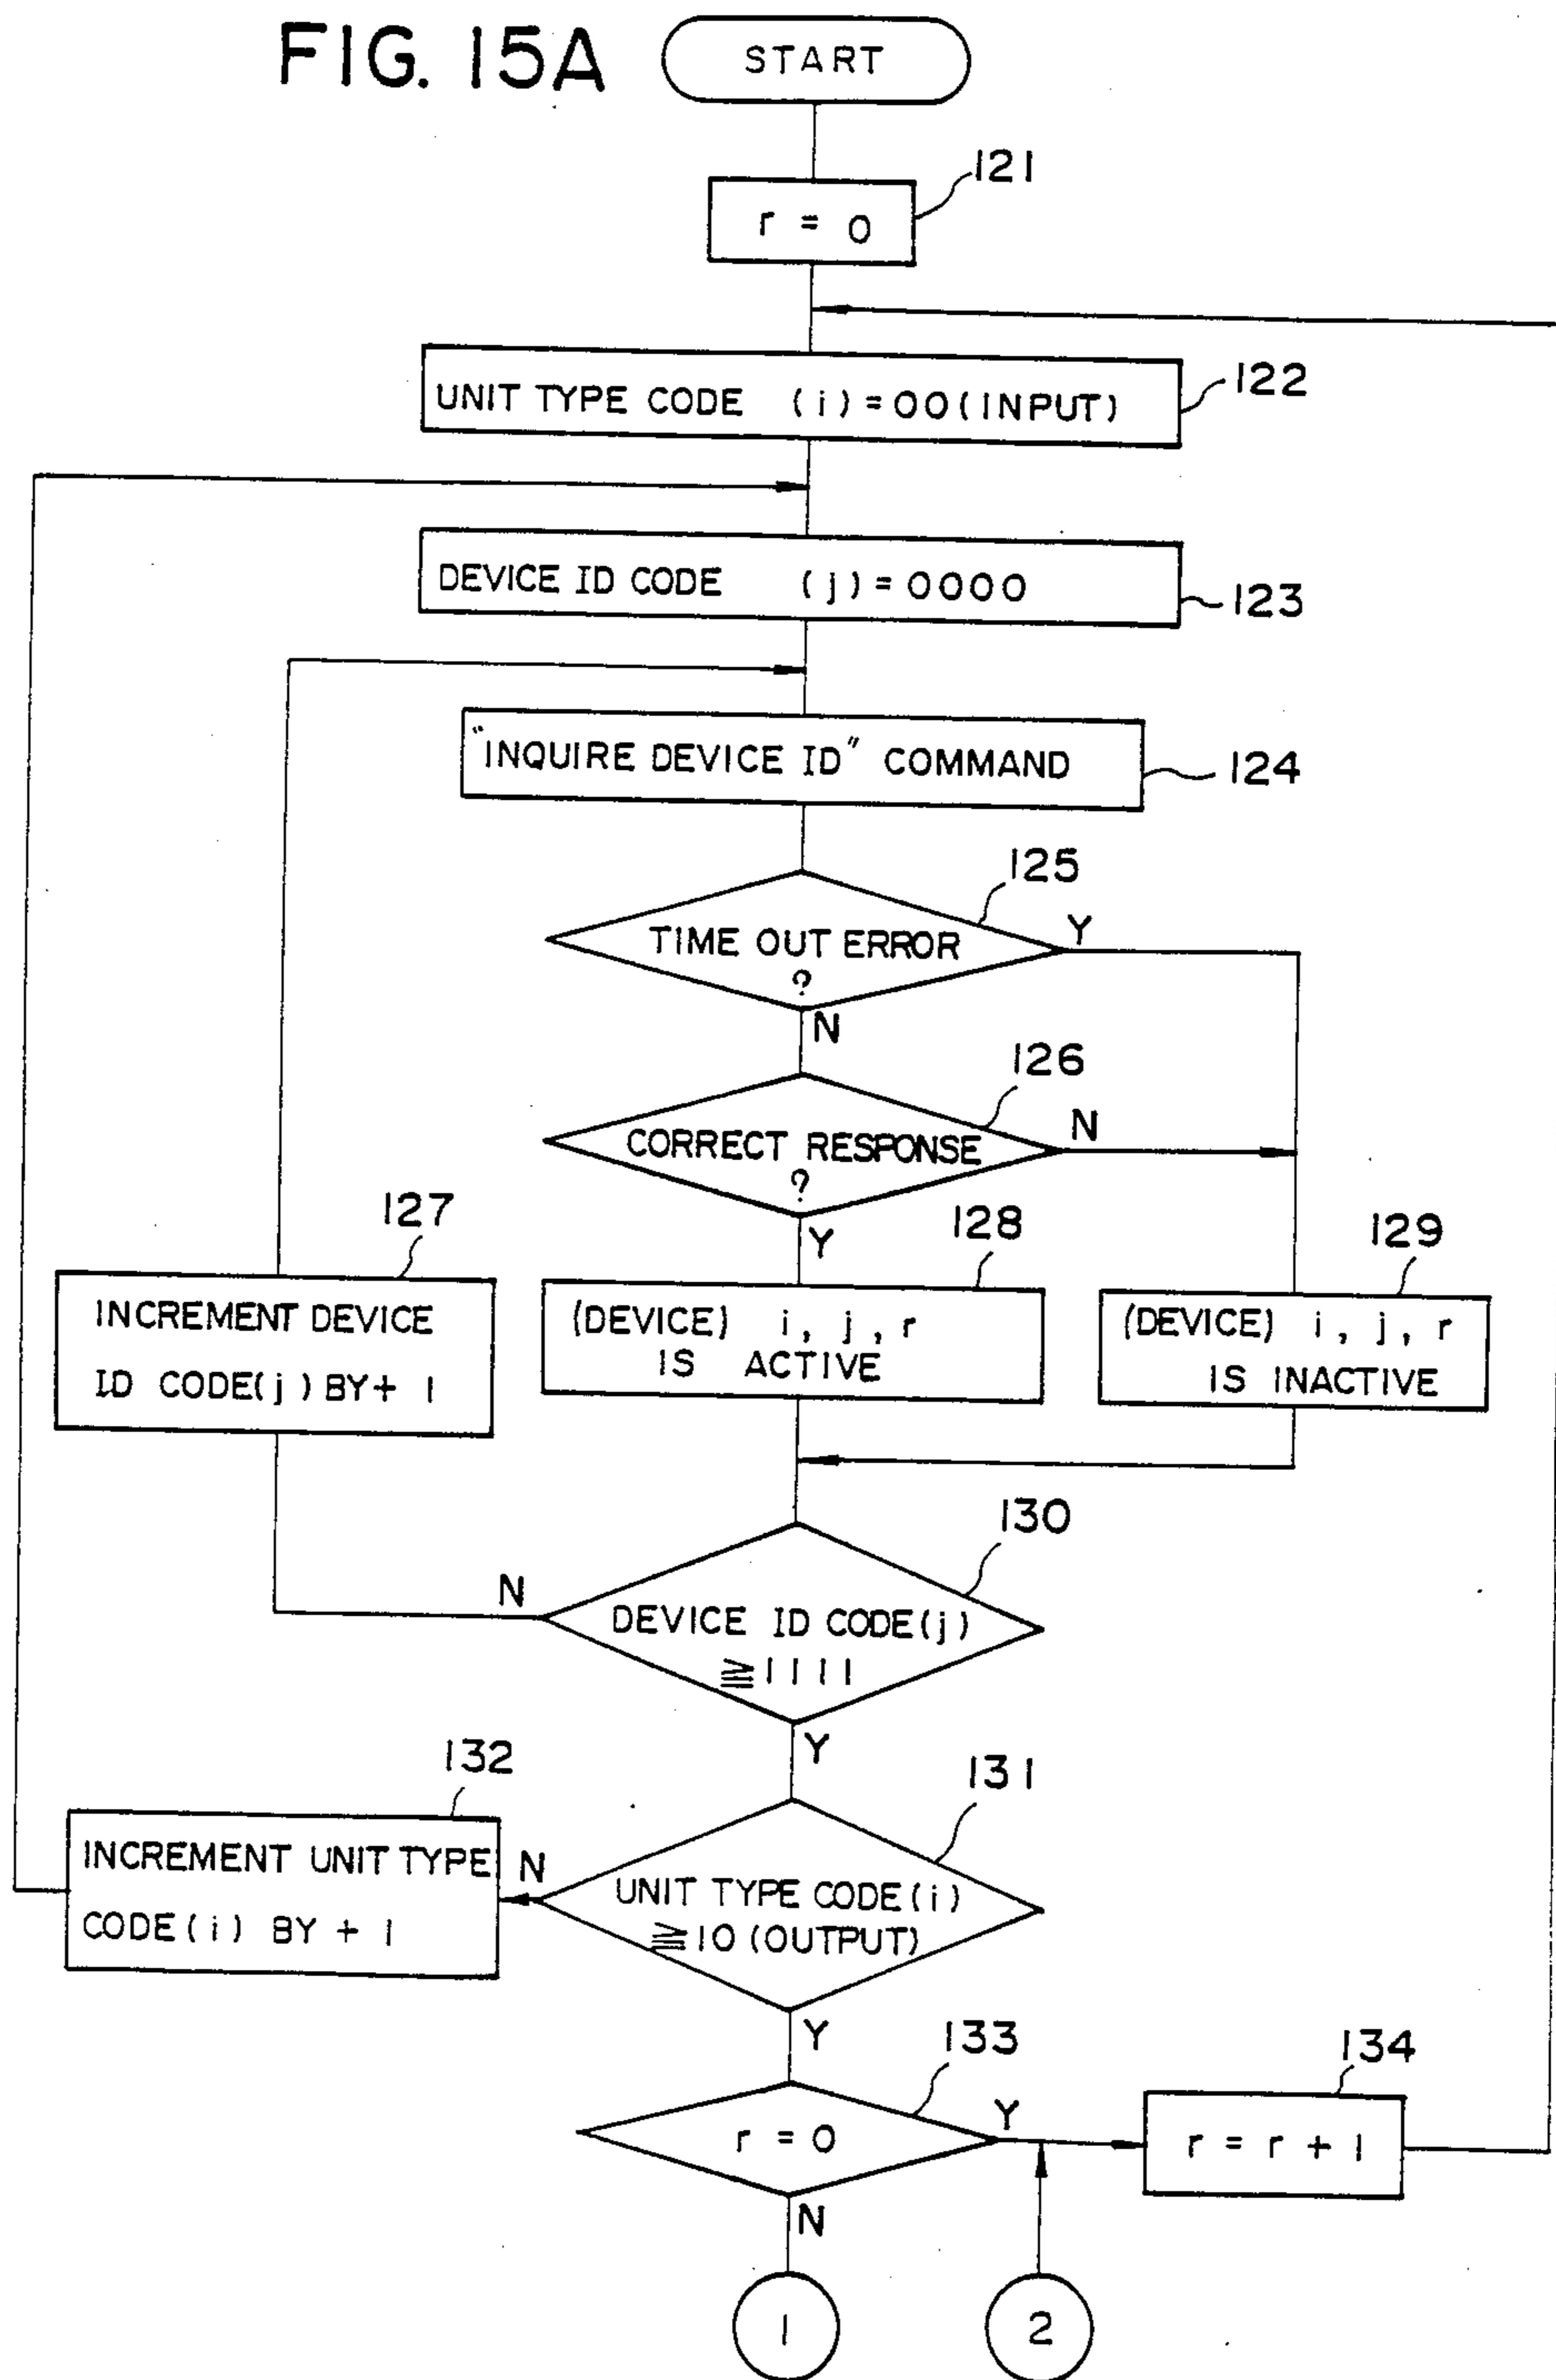 FIG. 15A
START
121
r = 0
122
UNIT TYPE CODE (i)=00(INPUT)
DEVICE ID CODE (j)=0000
123
"INQUIRE DEVICE ID" COMMAND
124
125
TIME OUT ERROR
?
Y
N
126
CORRECT RESPONSE
?
N
Y
127
INCREMENT DEVICE
ID CODE(j) BY+ 1
128
(DEVICE) i, j, r
IS ACTIVE
129
(DEVICE) i, j, r
IS INACTIVE
130
N
DEVICE ID CODE(j)
≧1111
Y
132
INCREMENT UNIT TYPE
CODE(i) BY + 1
131
N
UNIT TYPE CODE(i)
≧10 (OUTPUT)
Y
133
r = 0
Y
134
r = r + 1
N
1
2